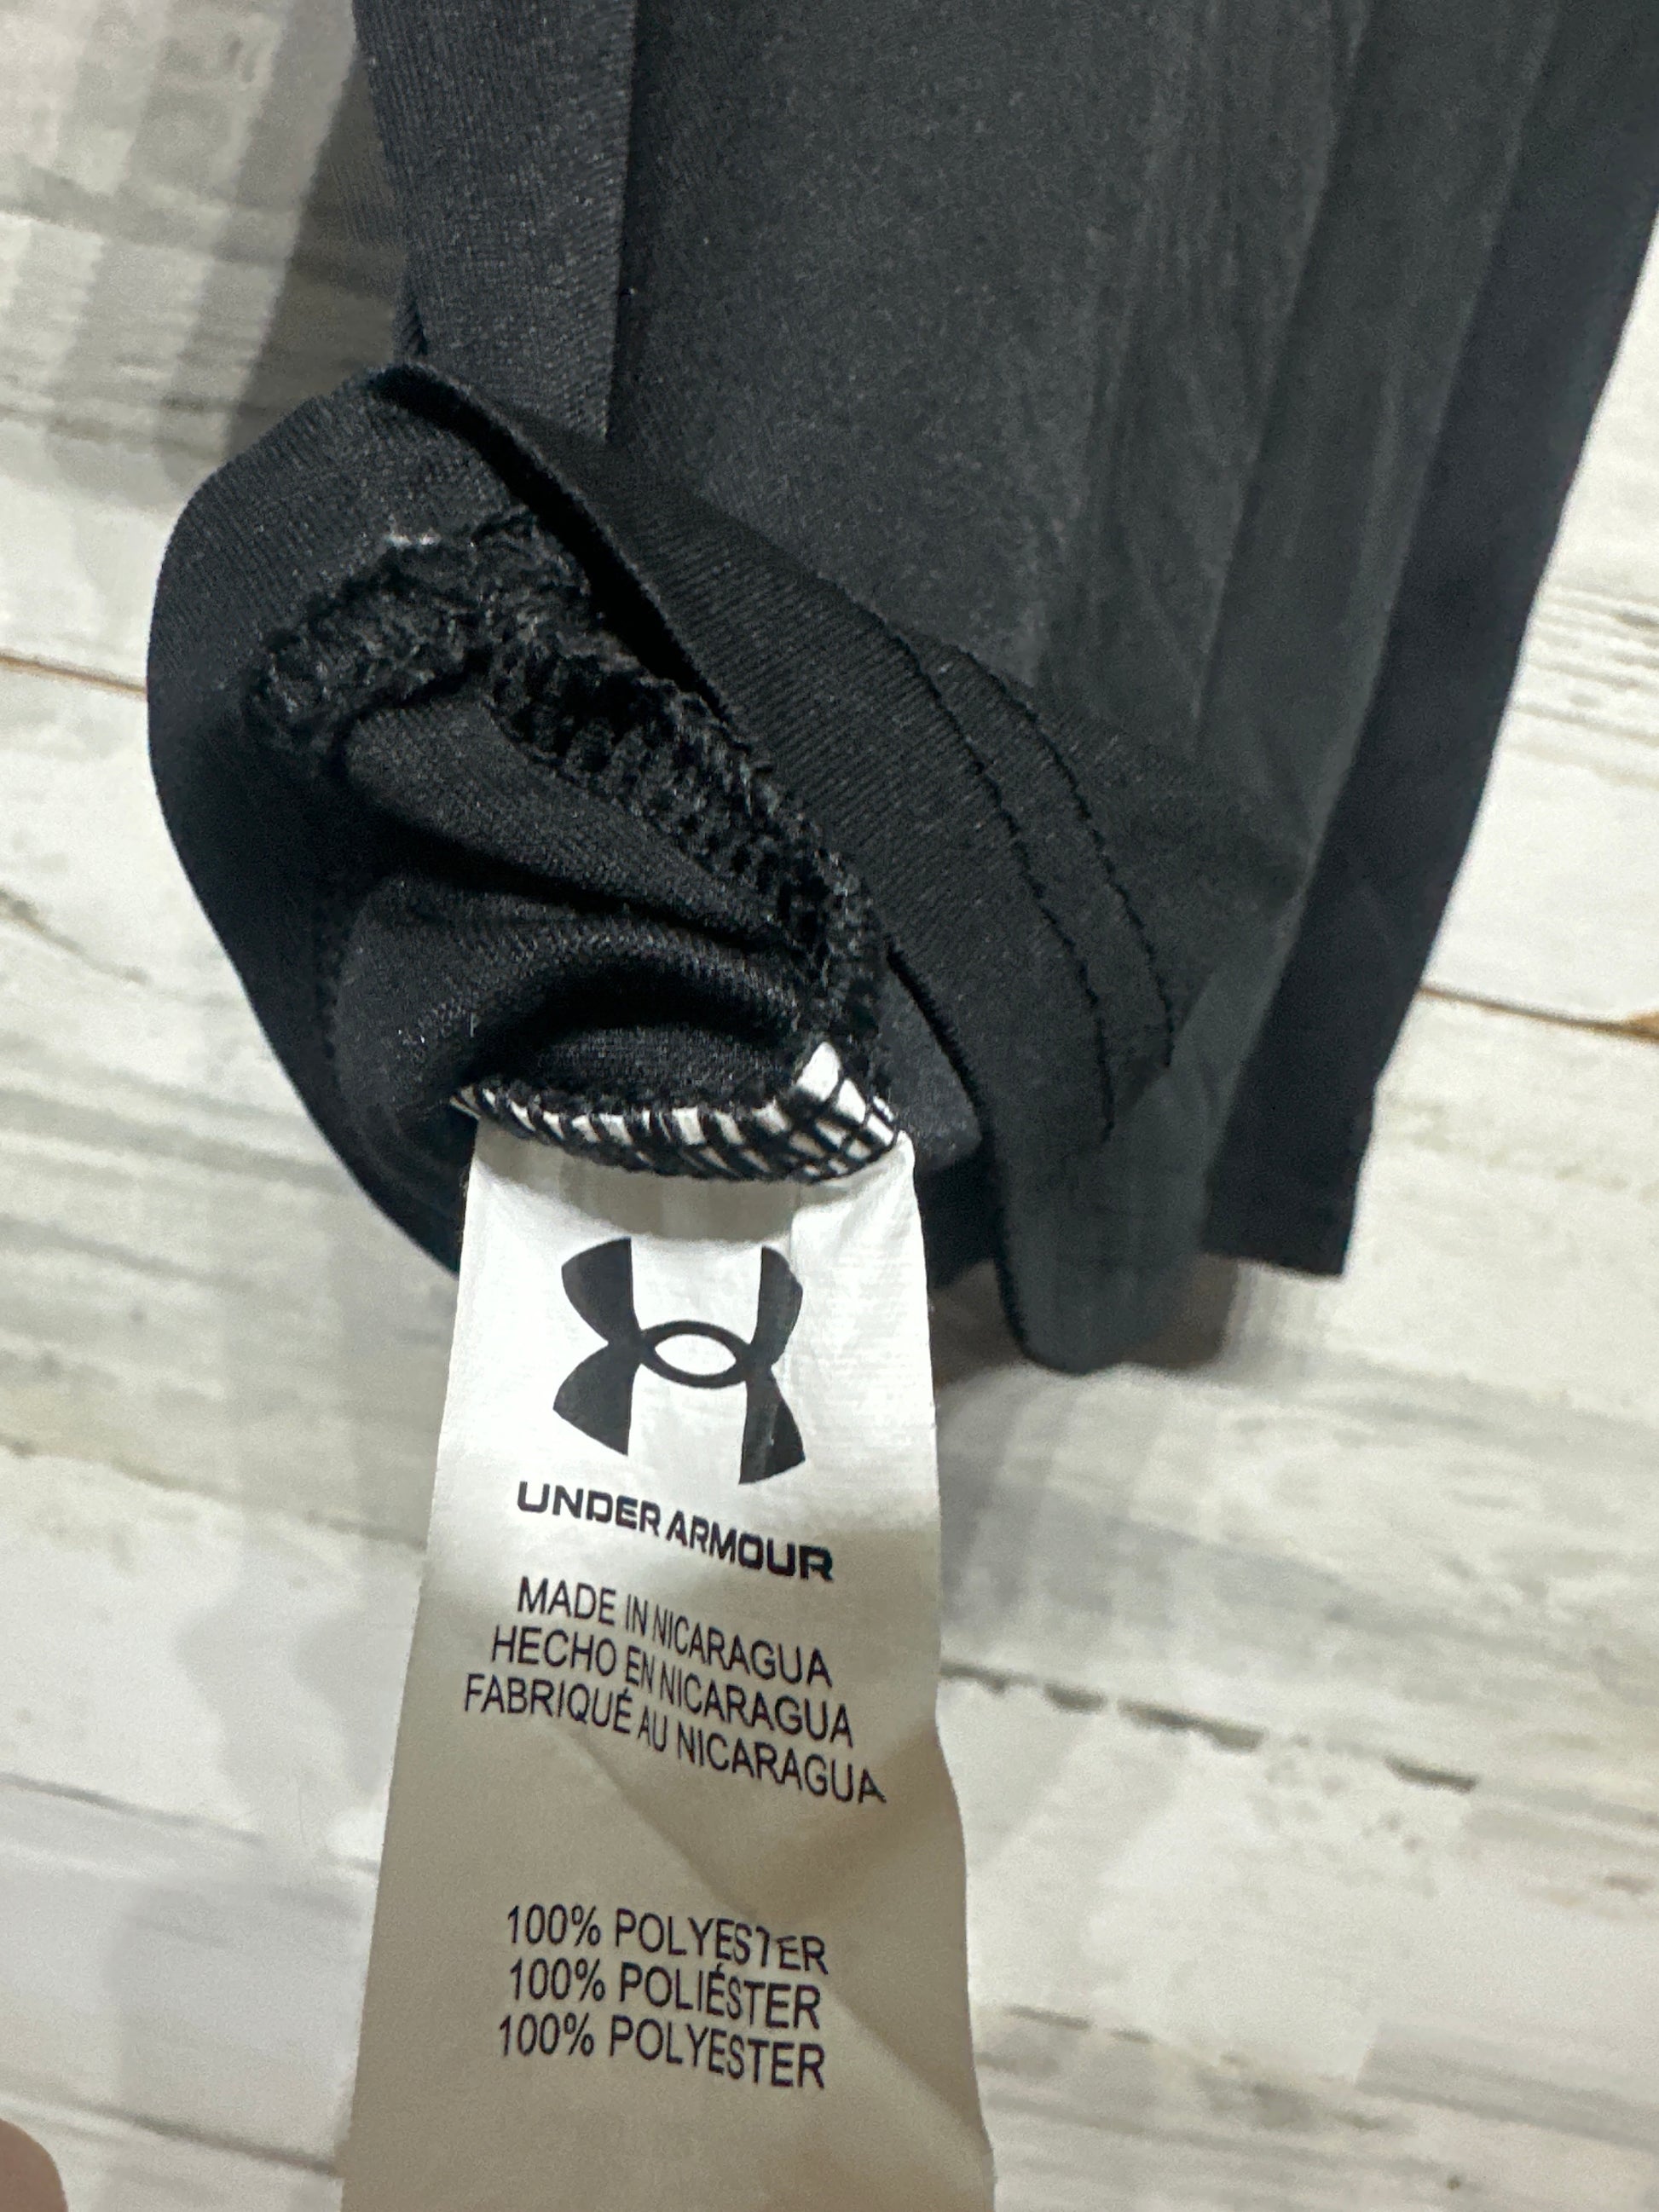 UNDER ARMOUR
MADE IN NICARAGUA
HECHO EN NICARAGUA
FABRIQUÉ AU NICARAGUA
100% POLYESTER
100% POLIÉSTER
100% POLYESTER